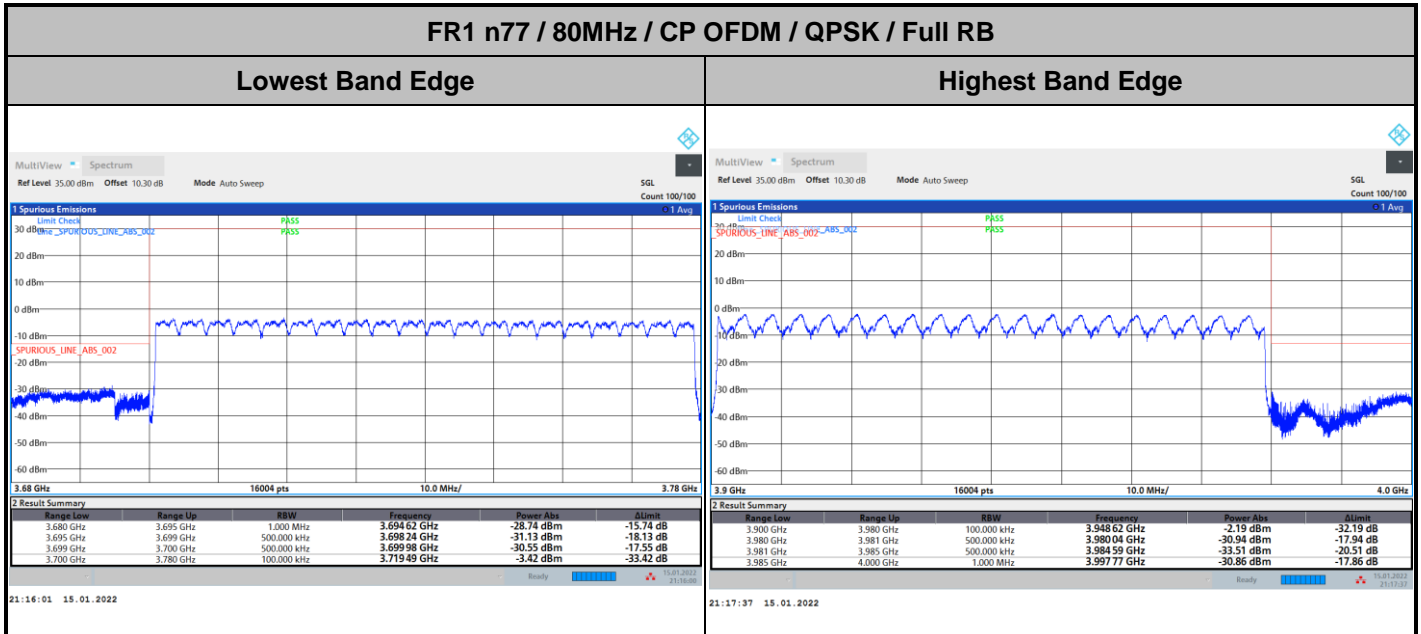 FR1 n77 / 80MHz / CP OFDM / QPSK / Full RB
Lowest Band Edge
MultiView Spectrum
Ref Level 35.00 dBm Offset 10.30 dB Mode Auto Sweep SGL
Count 100/100
1 Spurious Emissions 1 Avg
Limit Check PASS
30 dBm Line _SPURIOUS_LINE_ABS_002 PASS
20 dBm
10 dBm
0 dBm
-10 dBm
_SPURIOUS_LINE_ABS_002
-20 dBm
-30 dBm
-40 dBm
-50 dBm
-60 dBm
3.68 GHz 16004 pts 10.0 MHz/ 3.78 GHz
2 Result Summary
Range Low Range Up RBW Frequency Power Abs ΔLimit
3.680 GHz 3.695 GHz 1.000 MHz 3.694 62 GHz -28.74 dBm -15.74 dB
3.695 GHz 3.699 GHz 500.000 kHz 3.698 24 GHz -31.13 dBm -18.13 dB
3.699 GHz 3.700 GHz 500.000 kHz 3.699 98 GHz -30.55 dBm -17.55 dB
3.700 GHz 3.780 GHz 100.000 kHz 3.719 49 GHz -3.42 dBm -33.42 dB
Ready 15.01.2022
21:16:00
21:16:01 15.01.2022
Highest Band Edge
MultiView Spectrum
Ref Level 35.00 dBm Offset 10.30 dB Mode Auto Sweep SGL
Count 100/100
1 Spurious Emissions 1 Avg
Limit Check PASS
_SPURIOUS_LINE_ABS_002 PASS
20 dBm
10 dBm
0 dBm
-10 dBm
-20 dBm
-30 dBm
-40 dBm
-50 dBm
-60 dBm
3.9 GHz 16004 pts 10.0 MHz/ 4.0 GHz
2 Result Summary
Range Low Range Up RBW Frequency Power Abs ΔLimit
3.900 GHz 3.980 GHz 100.000 kHz 3.948 62 GHz -2.19 dBm -32.19 dB
3.980 GHz 3.981 GHz 500.000 kHz 3.980 04 GHz -30.94 dBm -17.94 dB
3.981 GHz 3.985 GHz 500.000 kHz 3.984 59 GHz -33.51 dBm -20.51 dB
3.985 GHz 4.000 GHz 1.000 MHz 3.997 77 GHz -30.86 dBm -17.86 dB
Ready 15.01.2022
21:17:37
21:17:37 15.01.2022